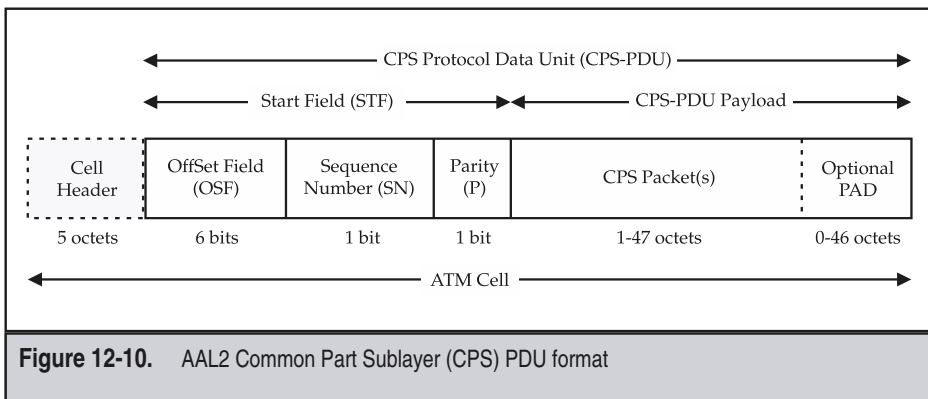 CPS Protocol Data Unit (CPS-PDU)
Start Field (STF)
CPS-PDU Payload
Cell
Header
OffSet Field
(OSF)
Sequence
Number (SN)
Parity
(P)
CPS Packet(s)
Optional
PAD
5 octets
6 bits
1 bit
1 bit
1-47 octets
0-46 octets
ATM Cell
Figure 12-10. AAL2 Common Part Sublayer (CPS) PDU format